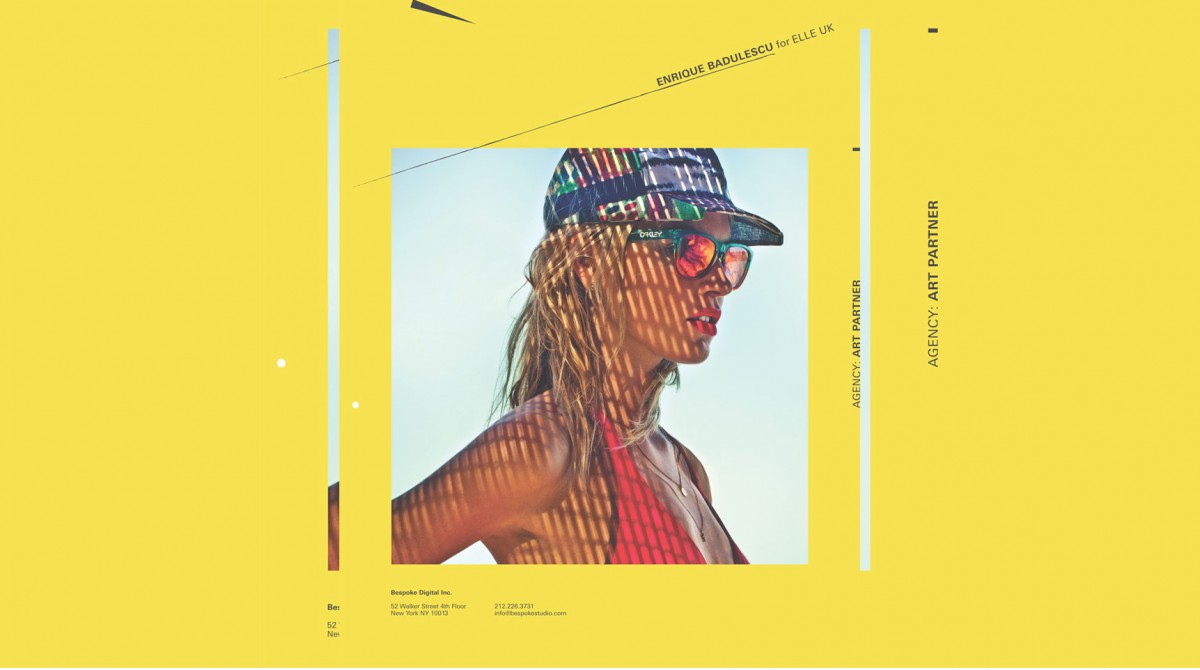 ENRIQUE BADULESCU for ELLE UK
OAKLEY
AGENCY: ART PARTNER
AGENCY: ART PARTNER
Bespoke Digital Inc.
52 Walker Street 4th Floor
New York NY 10013
212.226.3731
info@bespokestudio.com
Bes
52
Ne